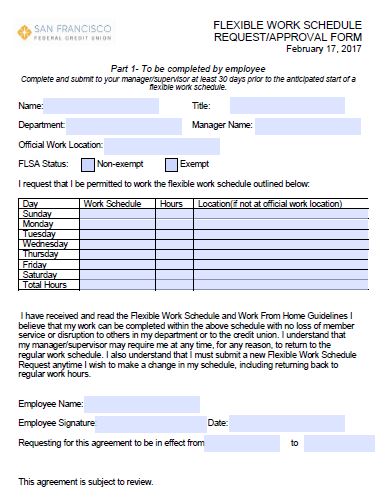 SAN FRANCISCO
FEDERAL CREDIT UNION
FLEXIBLE WORK SCHEDULE
REQUEST/APPROVAL FORM
February 17, 2017
Part 1- To be completed by employee
Complete and submit to your manager/supervisor at least 30 days prior to the anticipated start of a
flexible work schedule.
Name: Title:
Department: Manager Name:
Official Work Location:
FLSA Status: Non-exempt Exempt
I request that I be permitted to work the flexible work schedule outlined below:
Day Work Schedule Hours Location(if not at official work location)
Sunday
Monday
Tuesday
Wednesday
Thursday
Friday
Saturday
Total Hours
I have received and read the Flexible Work Schedule and Work From Home Guidelines I
believe that my work can be completed within the above schedule with no loss of member
service or disruption to others in my department or to the credit union. I understand that
my manager/supervisor may require me at any time, for any reason, to return to the
regular work schedule. I also understand that I must submit a new Flexible Work Schedule
Request anytime I wish to make a change in my schedule, including returning back to
regular work hours.
Employee Name:
Employee Signature: Date:
Requesting for this agreement to be in effect from to
This agreement is subject to review.